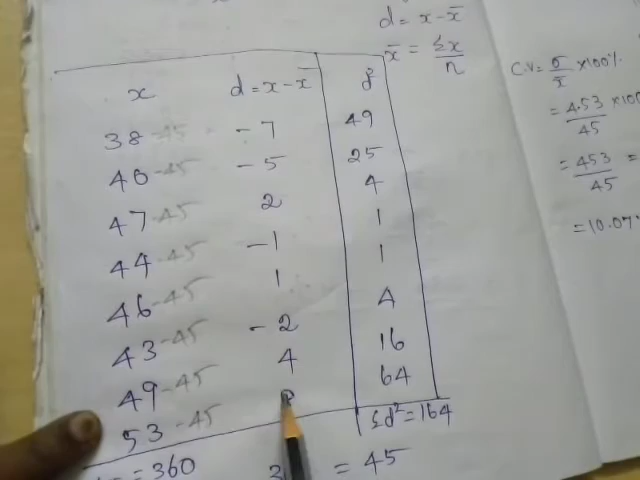 d = x - x̄
x̄ = Σx/n
x d = x - x̄ d²
38 - 45 - 7 49
40 - 45 - 5 25
47 - 45 2 4
44 - 45 - 1 1
46 - 45 1 1
43 - 45 - 2 4
49 - 45 4 16
53 - 45 8 64
Σd² = 164
= 360
= 45
C.V = σ/x̄ × 100%
= 4.53/45 × 100
= 453/45 =
= 10.07